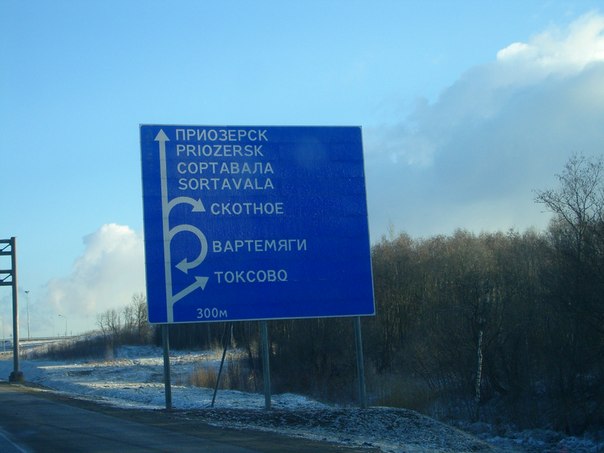 ПРИОЗЕРСК
PRIOZERSK
СОРТАВАЛА
SORTAVALA
СКОТНОЕ
ВАРТЕМЯГИ
ТОКСОВО
300м